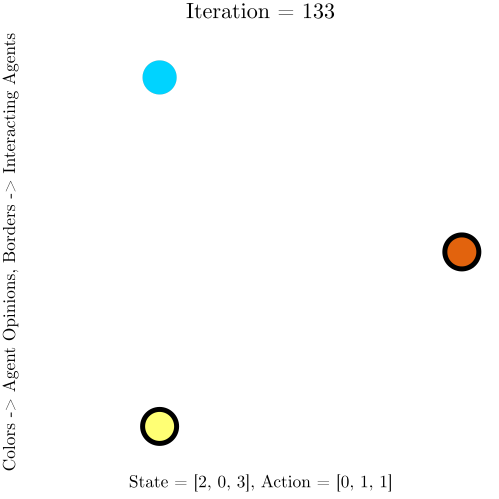 Iteration = 133
Colors -> Agent Opinions, Borders -> Interacting Agents
State = [2, 0, 3], Action = [0, 1, 1]